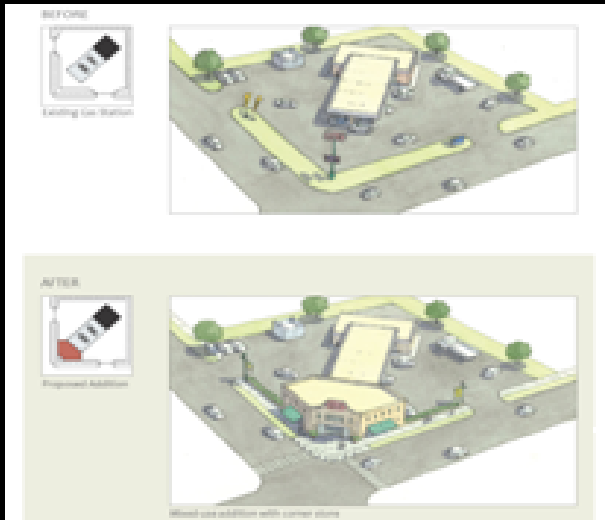 BEFORE
Existing Gas Station
AFTER
Proposed Addition
Mixed-use addition with corner store